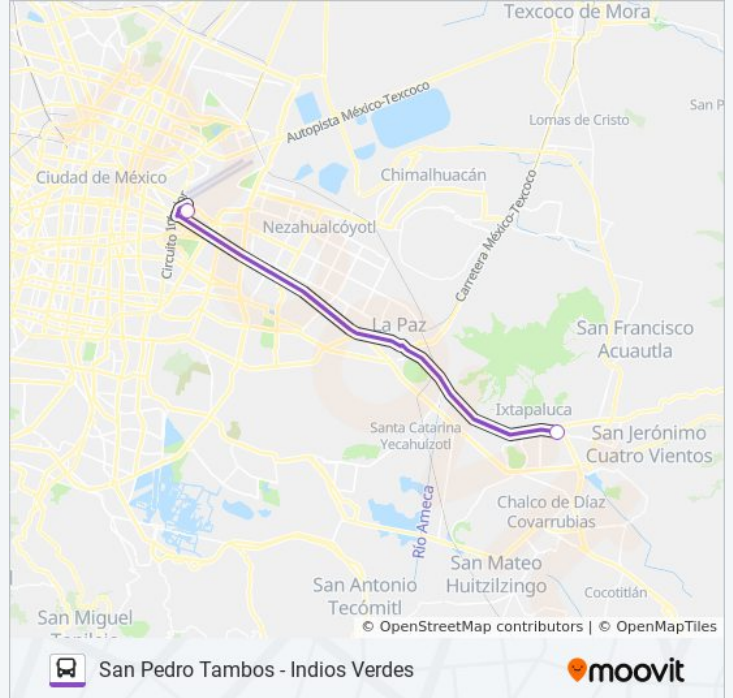 Texcoco de Mora
Autopista México-Texcoco
San P
Lomas de Cristo
Ciudad de México
Chimalhuacán
Circuito In
or
Nezahualcóyotl
Carretera México-Texcoco
La Paz
San Francisco
Acuautla
Ixtapaluca
Santa Catarina
Yecahuizotl
San Jerónimo
Cuatro Vientos
Chalco de Díaz
Covarrubias
Río Ameca
San Mateo
Huitzilzingo
San Antonio
Tecómitl
Cocotitlán
San Miguel
© OpenStreetMap contributors | © OpenMapTiles
San Pedro Tambos - Indios Verdes
moovit